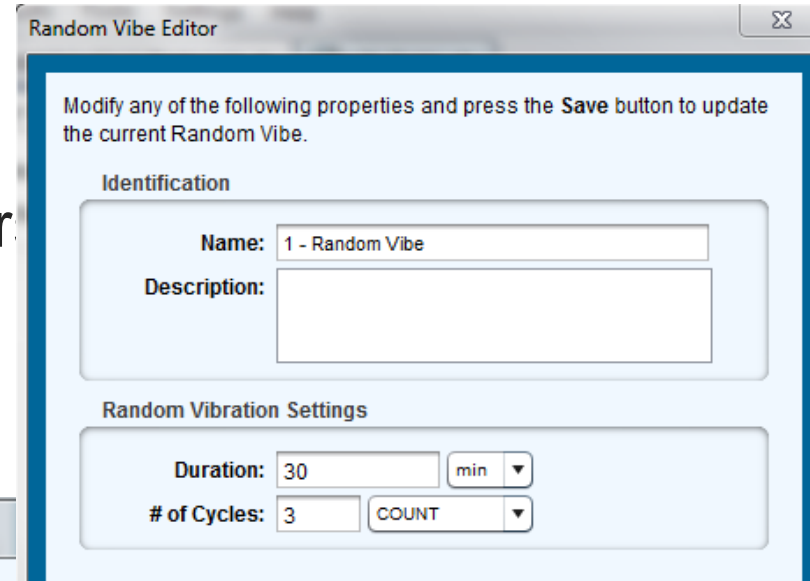 Random Vibe Editor
Modify any of the following properties and press the Save button to update
the current Random Vibe.
Identification
Name: 1 - Random Vibe
Description:
Random Vibration Settings
Duration: 30 min
# of Cycles: 3 COUNT